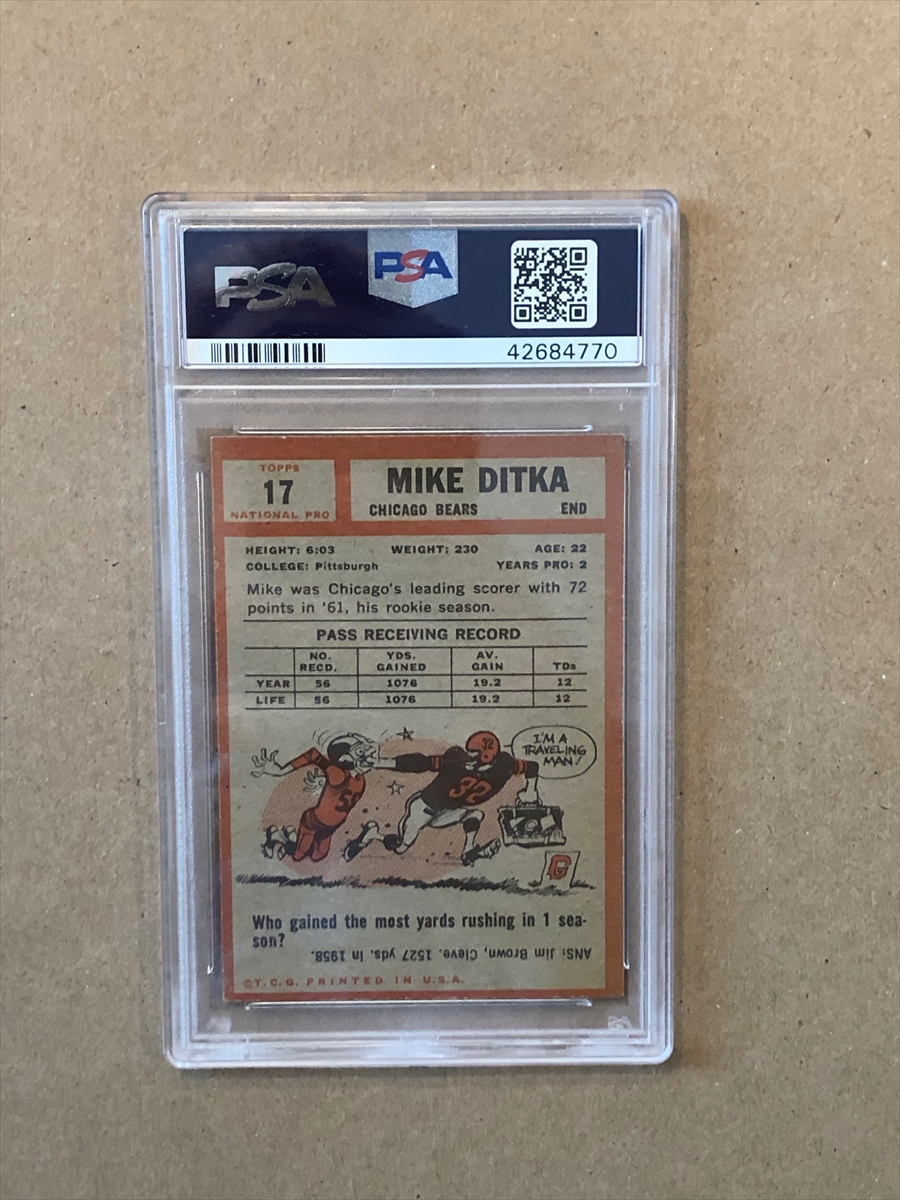 PSA PSA
42684770
TOPPS
17
NATIONAL PRO
MIKE DITKA
CHICAGO BEARS END
HEIGHT: 6:03 WEIGHT: 230 AGE: 22
COLLEGE: Pittsburgh YEARS PRO: 2
Mike was Chicago's leading scorer with 72
points in '61, his rookie season.
PASS RECEIVING RECORD
NO. RECD. YDS. GAINED AV. GAIN TDs
YEAR 56 1076 19.2 12
LIFE 56 1076 19.2 12
I'M A
TRAVELING
MAN!
32
32
55
G
Who gained the most yards rushing in 1 sea-
son?
ANS: Jim Brown, Cleve. 1527 yds. in 1958.
©T.C.G. PRINTED IN U.S.A.